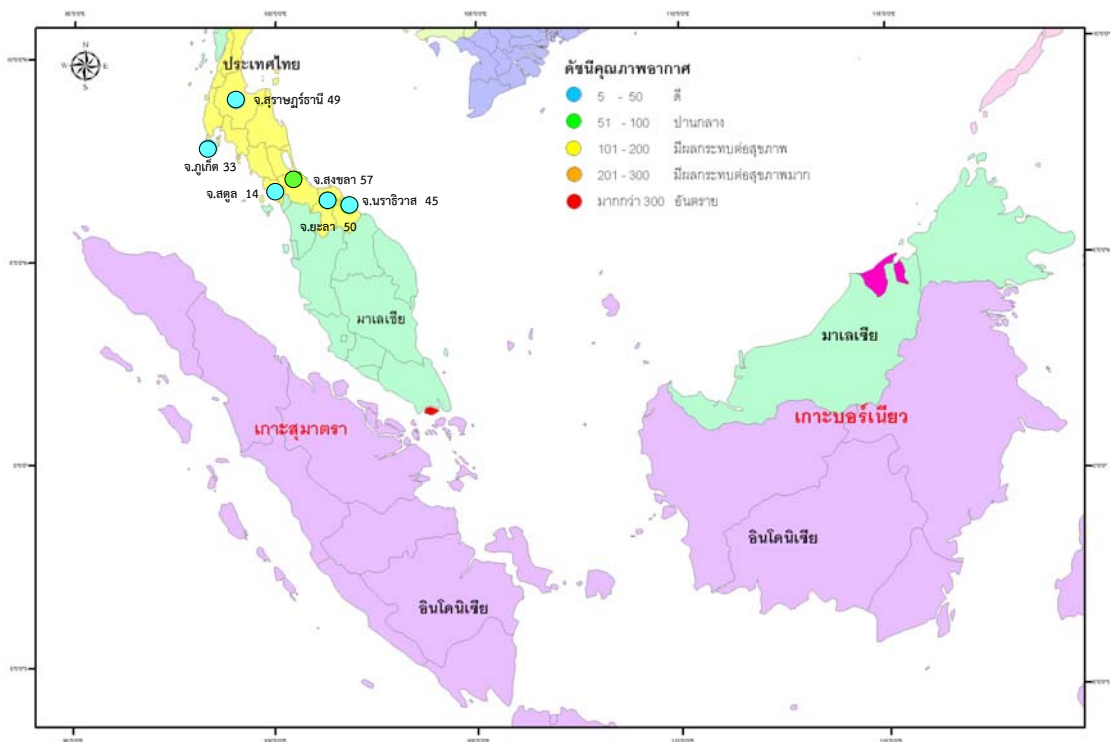 N
W E
S
ประเทศไทย
จ.สุราษฎร์ธานี 49
จ.ภูเก็ต 33
จ.สงขลา 57
จ.สตูล 14
จ.นราธิวาส 45
จ.ยะลา 50
ดัชนีคุณภาพอากาศ
5 - 50 ดี
51 - 100 ปานกลาง
101 - 200 มีผลกระทบต่อสุขภาพ
201 - 300 มีผลกระทบต่อสุขภาพมาก
มากกว่า 300 อันตราย
มาเลเซีย
มาเลเซีย
เกาะสุมาตรา
เกาะบอร์เนียว
อินโดนิเซีย
อินโดนิเซีย